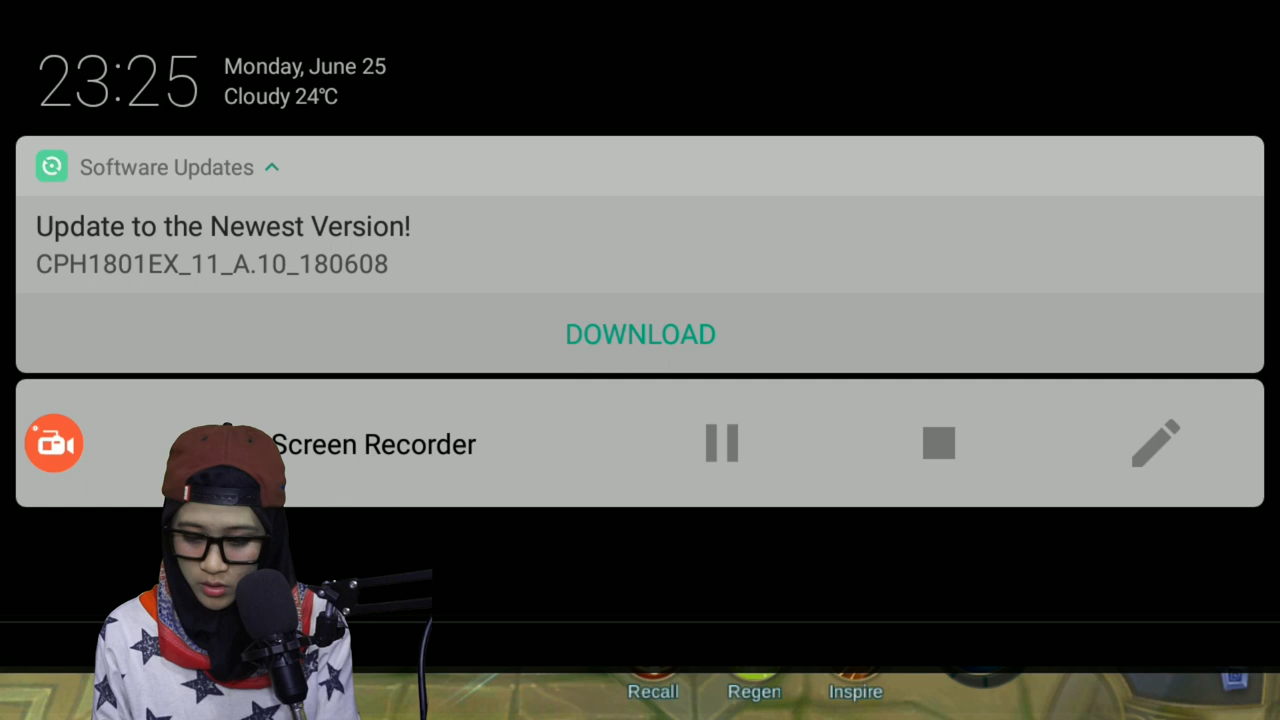 23:25
Monday, June 25
Cloudy 24℃
Software Updates
Update to the Newest Version!
CPH1801EX_11_A.10_180608
DOWNLOAD
Screen Recorder
Recall
Regen
Inspire